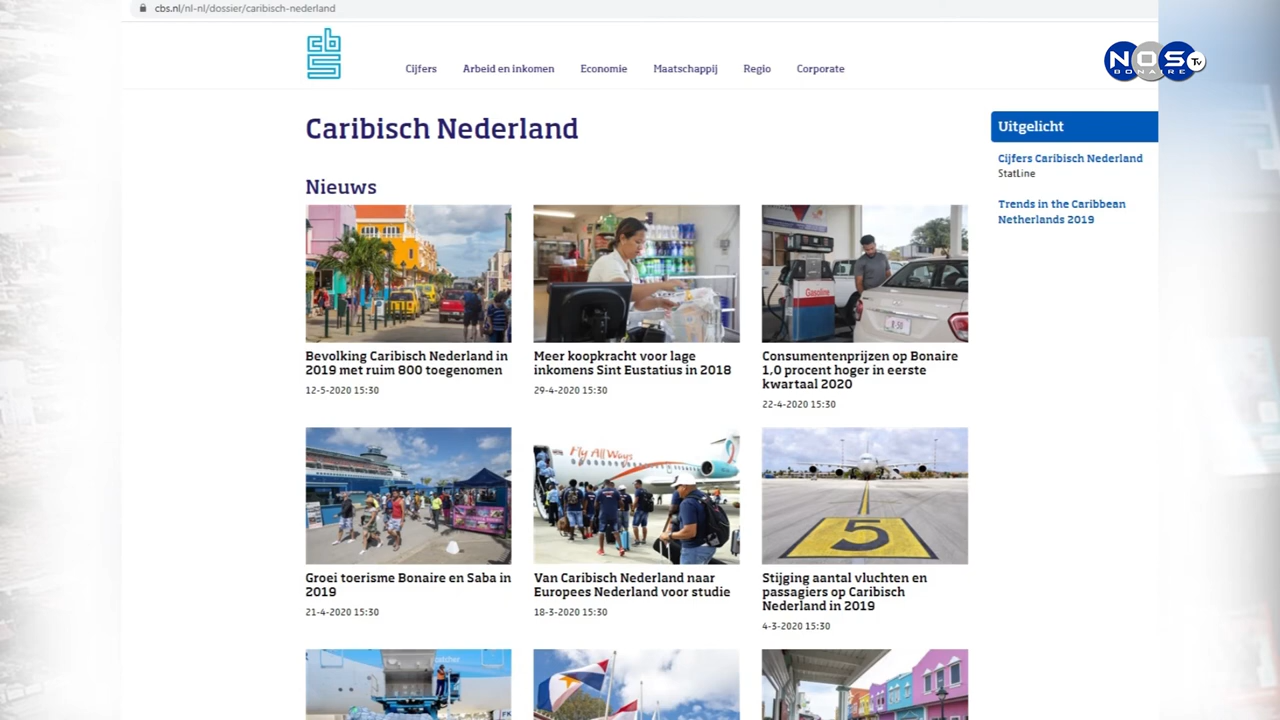 cbs.nl/nl-nl/dossier/caribisch-nederland
cbs
Cijfers
Arbeid en inkomen
Economie
Maatschappij
Regio
Corporate
NOS TV
BONAIRE
Caribisch Nederland
Uitgelicht
Cijfers Caribisch Nederland
StatLine
Trends in the Caribbean
Netherlands 2019
Nieuws
Gasoline
Bevolking Caribisch Nederland in
2019 met ruim 800 toegenomen
12-5-2020 15:30
Meer koopkracht voor lage
inkomens Sint Eustatius in 2018
29-4-2020 15:30
Consumentenprijzen op Bonaire
1,0 procent hoger in eerste
kwartaal 2020
22-4-2020 15:30
Fly All Ways
5
Groei toerisme Bonaire en Saba in
2019
21-4-2020 15:30
Van Caribisch Nederland naar
Europees Nederland voor studie
18-3-2020 15:30
Stijging aantal vluchten en
passagiers op Caribisch
Nederland in 2019
4-3-2020 15:30